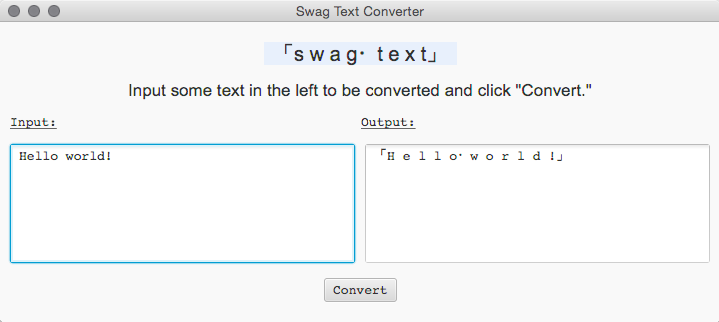 Swag Text Converter
「s w a g· t e x t」
Input some text in the left to be converted and click "Convert."
Input:
Output:
Hello world!
「H e l l o· w o r l d !」
Convert